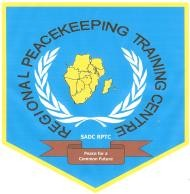 REGIONAL PEACEKEEPING TRAINING CENTRE
SADC RPTC
Peace for a
Common Future